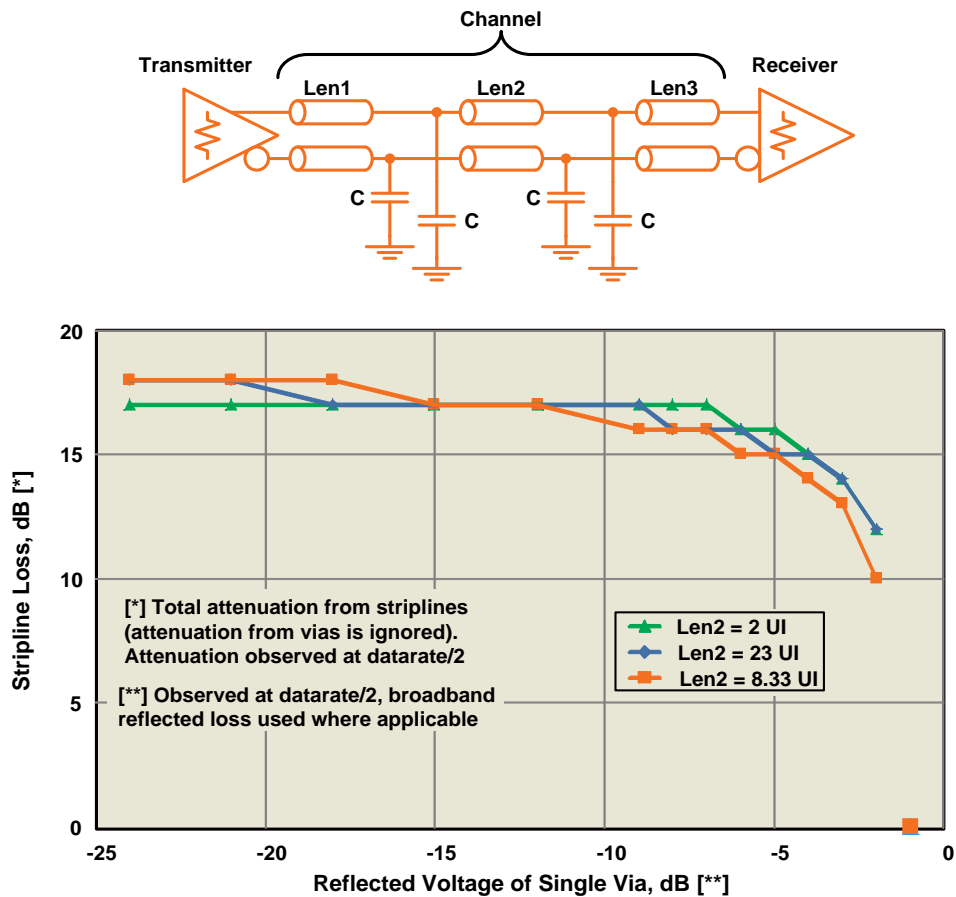 Channel
Transmitter
Receiver
Len1
Len2
Len3
C
C
C
C
20
15
10
5
0
Stripline Loss, dB [*]
[*] Total attenuation from striplines
(attenuation from vias is ignored).
Attenuation observed at datarate/2
[**] Observed at datarate/2, broadband
reflected loss used where applicable
Len2 = 2 UI
Len2 = 23 UI
Len2 = 8.33 UI
-25
-20
-15
-10
-5
0
Reflected Voltage of Single Via, dB [**]